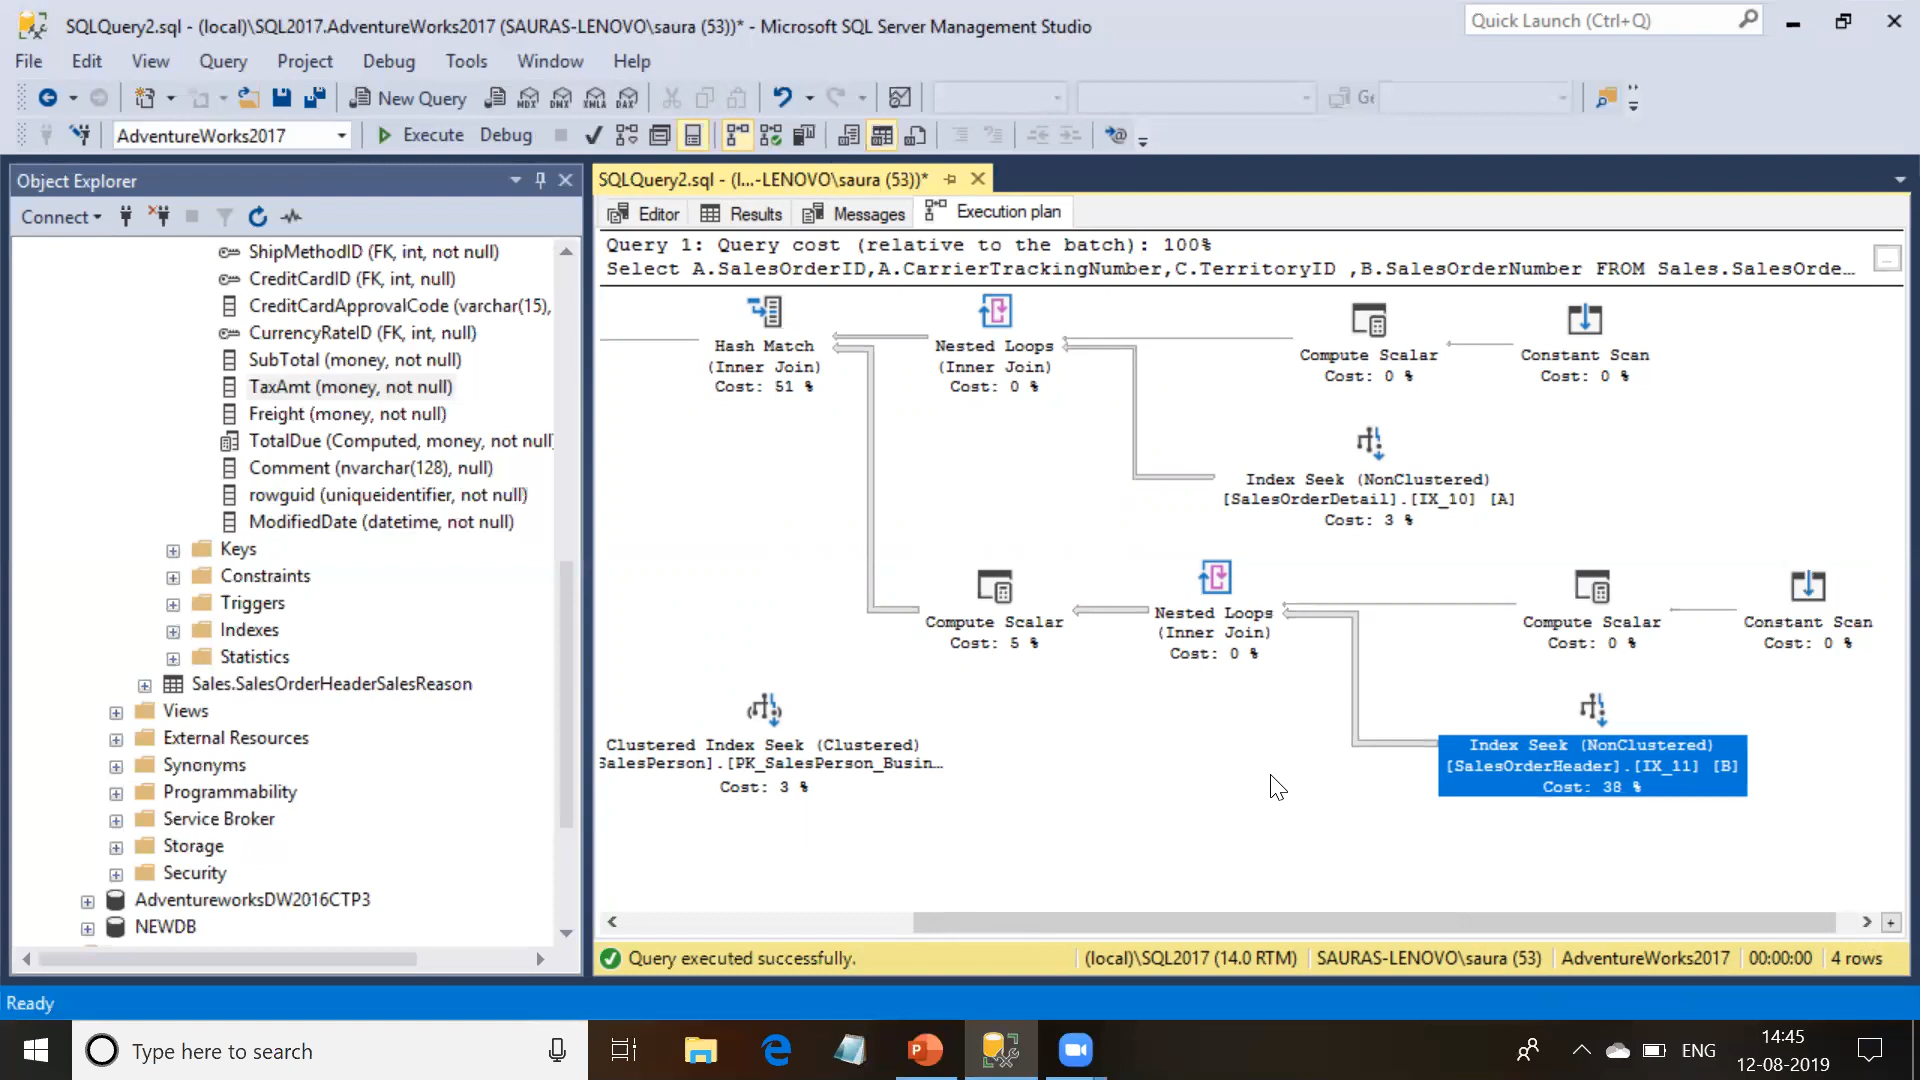 SQLQuery2.sql - (local)\SQL2017.AdventureWorks2017 (SAURAS-LENOVO\saura (53))* - Microsoft SQL Server Management Studio
Quick Launch (Ctrl+Q)
File Edit View Query Project Debug Tools Window Help
New Query MDX DMX XMLA DAX
AdventureWorks2017 Execute Debug
Object Explorer
Connect
ShipMethodID (FK, int, not null)
CreditCardID (FK, int, null)
CreditCardApprovalCode (varchar(15),
CurrencyRateID (FK, int, null)
SubTotal (money, not null)
TaxAmt (money, not null)
Freight (money, not null)
TotalDue (Computed, money, not null
Comment (nvarchar(128), null)
rowguid (uniqueidentifier, not null)
ModifiedDate (datetime, not null)
Keys
Constraints
Triggers
Indexes
Statistics
Sales.SalesOrderHeaderSalesReason
Views
External Resources
Synonyms
Programmability
Service Broker
Storage
Security
AdventureworksDW2016CTP3
NEWDB
SQLQuery2.sql - (l...-LENOVO\saura (53))*
Editor Results Messages Execution plan
Query 1: Query cost (relative to the batch): 100%
Select A.SalesOrderID,A.CarrierTrackingNumber,C.TerritoryID ,B.SalesOrderNumber FROM Sales.SalesOrde...
Hash Match
(Inner Join)
Cost: 51 %
Nested Loops
(Inner Join)
Cost: 0 %
Compute Scalar
Cost: 0 %
Constant Scan
Cost: 0 %
Index Seek (NonClustered)
[SalesOrderDetail].[IX_10] [A]
Cost: 3 %
Compute Scalar
Cost: 5 %
Nested Loops
(Inner Join)
Cost: 0 %
Compute Scalar
Cost: 0 %
Constant Scan
Cost: 0 %
Clustered Index Seek (Clustered)
SalesPerson].[PK_SalesPerson_Busin...
Cost: 3 %
Index Seek (NonClustered)
[SalesOrderHeader].[IX_11] [B]
Cost: 38 %
Query executed successfully. (local)\SQL2017 (14.0 RTM) SAURAS-LENOVO\saura (53) AdventureWorks2017 00:00:00 4 rows
Ready
Type here to search
ENG
14:45
12-08-2019